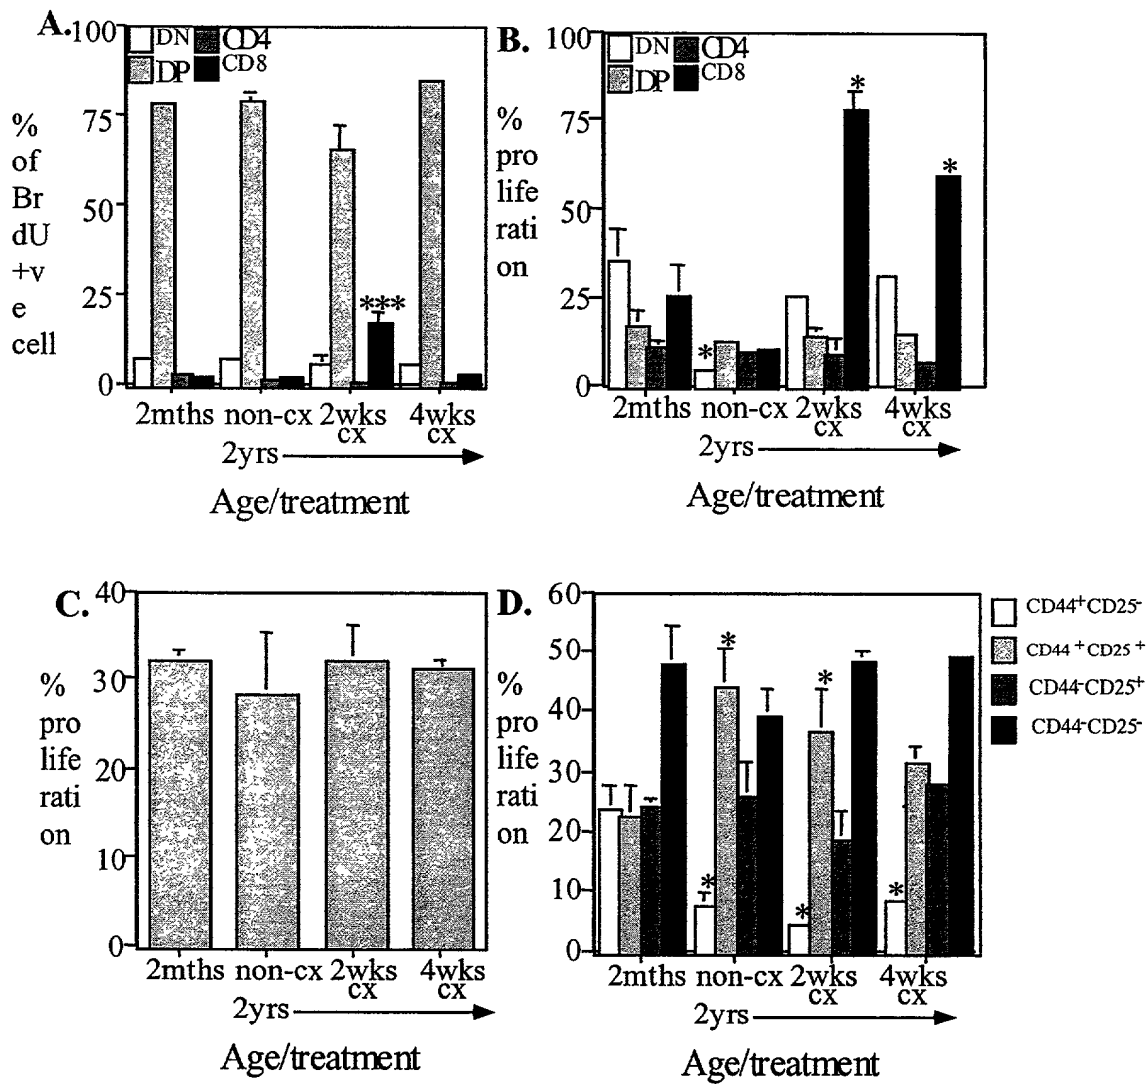 A.
100
75
50
25
0
DN CD4
DP CD8
%
of
Br
dU
+v
e
cell
***
2mths non-cx 2wks 4wks
cx cx
2yrs
Age/treatment
B.
100
75
50
25
0
DN CD4
DP CD8
%
pro
life
rati
on
*
*
*
2mths non-cx 2wks 4wks
cx cx
2yrs
Age/treatment
C.
40
30
20
10
0
%
pro
life
rati
on
2mths non-cx 2wks 4wks
cx cx
2yrs
Age/treatment
D.
60
50
40
30
20
10
0
%
pro
life
rati
on
*
*
*
*
*
2mths non-cx 2wks 4wks
cx cx
2yrs
Age/treatment
CD44+CD25-
CD44+CD25+
CD44-CD25+
CD44-CD25-